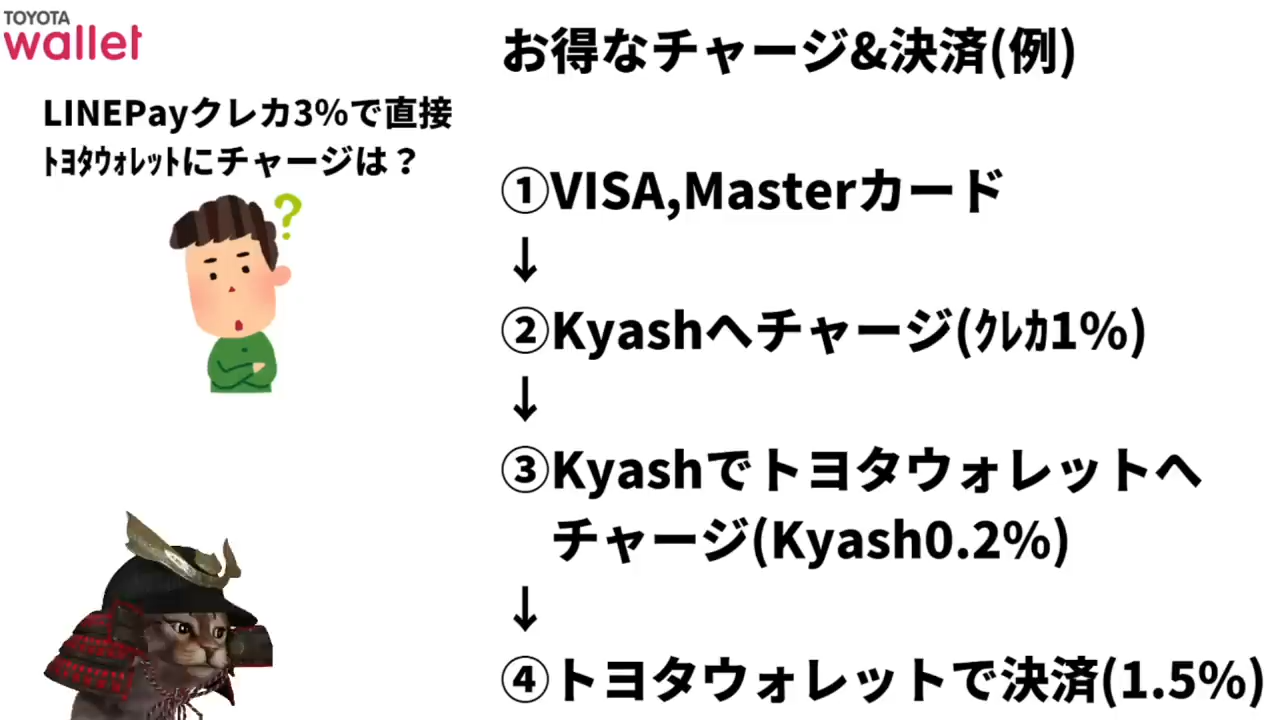 TOYOTA
wallet
LINEPayクレカ3%で直接
ﾄﾖﾀｳｫﾚｯﾄにチャージは？
?
お得なチャージ&決済(例)
①VISA,Masterカード
↓
②Kyashへチャージ(ｸﾚｶ1%)
↓
③Kyashでトヨタウォレットへ
チャージ(Kyash0.2%)
↓
④トヨタウォレットで決済(1.5%)